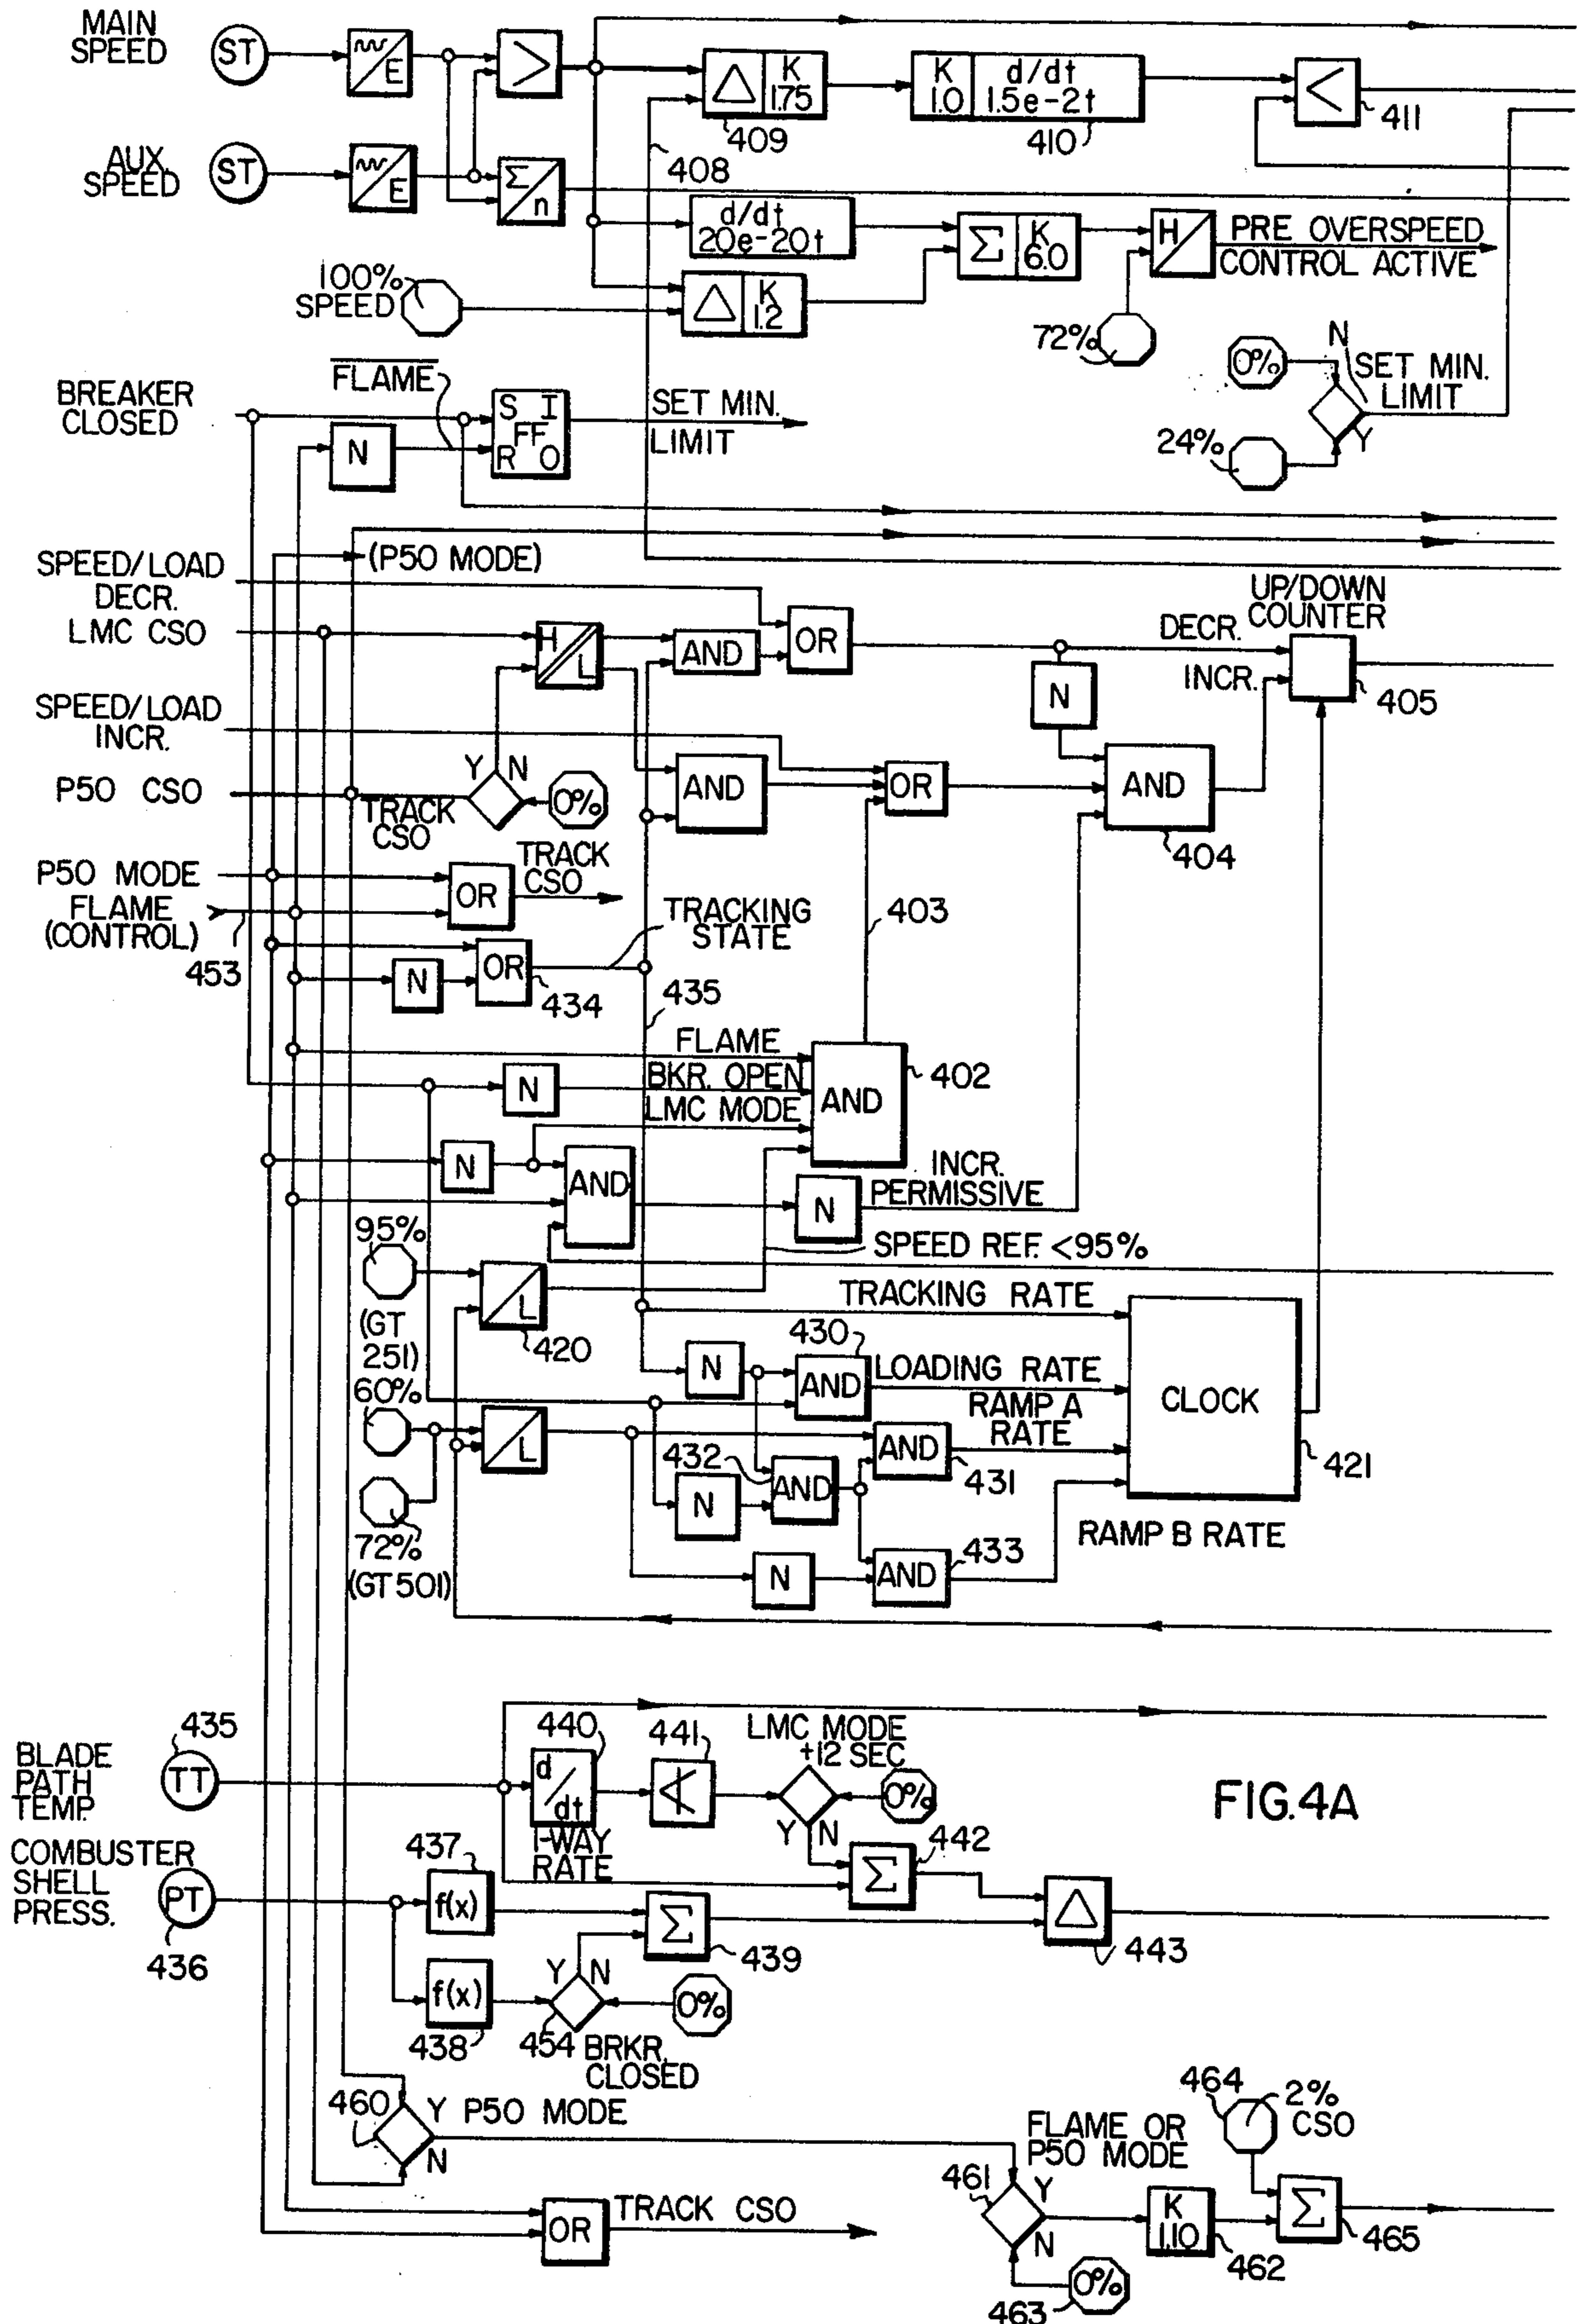 MAIN
SPEED
ST
E
>
△ K
1.75
409
K
1.0
d/dt
1.5e-2t
410
<
411
AUX.
SPEED
ST
E
Σ
n
408
d/dt
20e-20t
Σ K
6.0
H
PRE OVERSPEED
CONTROL ACTIVE
100%
SPEED
△ K
1.2
72%
0%
N
SET MIN.
LIMIT
Y
24%
BREAKER
CLOSED
FLAME
N
S I
FF
R O
SET MIN.
LIMIT
(P50 MODE)
SPEED/LOAD
DECR.
LMC CSO
H
L
AND
OR
DECR.
UP/DOWN
COUNTER
INCR.
405
N
SPEED/LOAD
INCR.
P50 CSO
Y N
0%
TRACK
CSO
AND
OR
AND
404
P50 MODE
FLAME
(CONTROL)
453
OR
TRACK
CSO
TRACKING
STATE
N
OR
434
435
403
FLAME
BKR. OPEN
LMC MODE
AND
402
N
N
AND
INCR.
PERMISSIVE
N
95%
SPEED REF. <95%
L
420
(GT
251)
60%
72%
(GT 501)
L
TRACKING RATE
430
N
AND
LOADING RATE
RAMP A
RATE
CLOCK
421
432
AND
AND
431
N
N
AND
433
RAMP B RATE
435
BLADE
PATH
TEMP.
TT
440
d
/
dt
1-WAY
RATE
441
LMC MODE
+12 SEC
0%
Y N
442
Σ
△
443
FIG.4A
COMBUSTER
SHELL
PRESS.
PT
436
437
f(x)
Σ
439
f(x)
438
Y N
454
0%
BRKR.
CLOSED
460
Y
P50 MODE
N
FLAME OR
P50 MODE
461
Y
N
0%
463
K
1.10
462
464
2%
CSO
Σ
465
OR
TRACK CSO